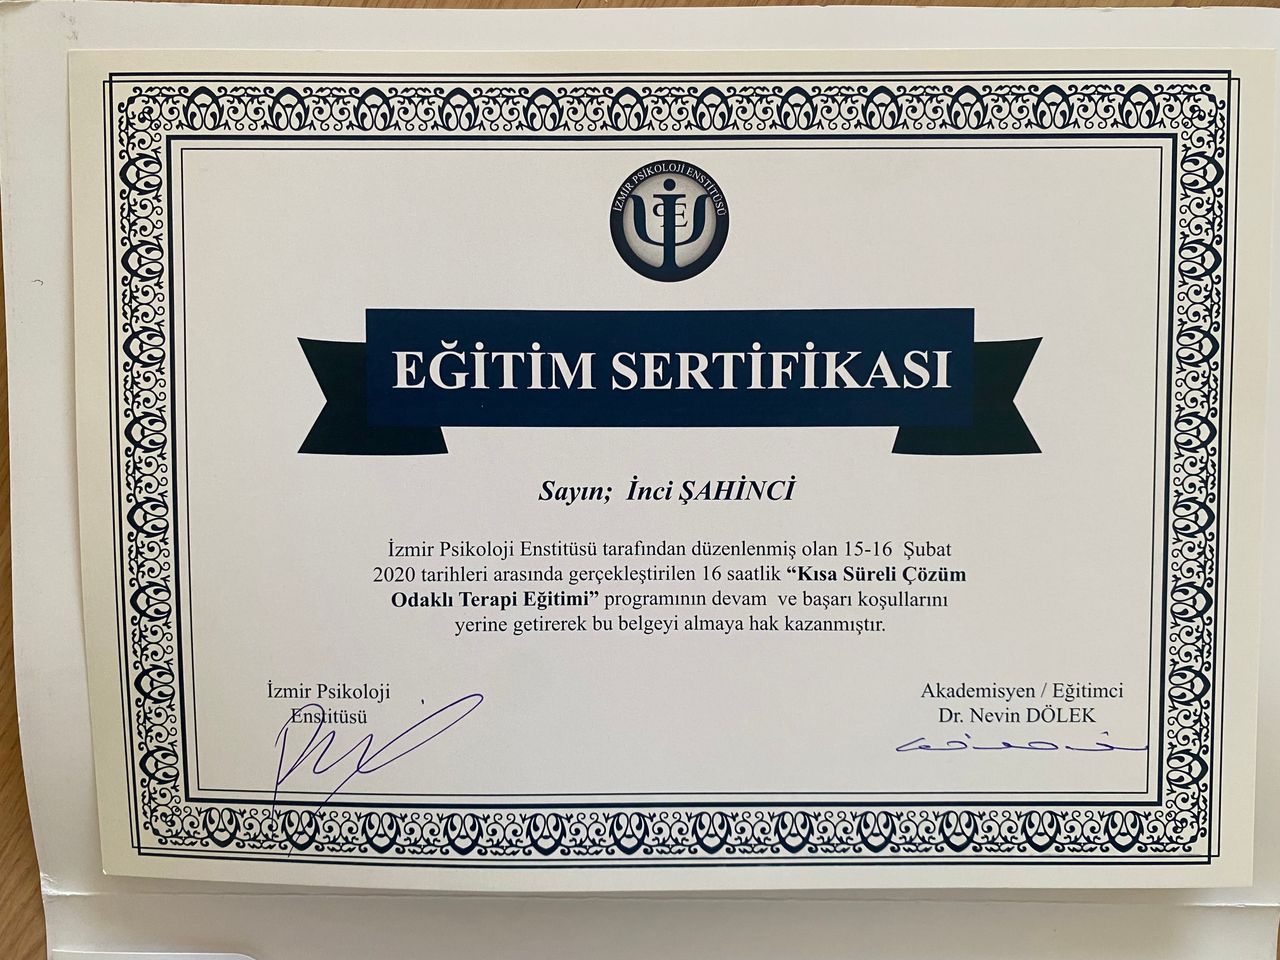 İZMİR PSİKOLOJİ ENSTİTÜSÜ
PE
EĞİTİM SERTİFİKASI
Sayın; İnci ŞAHİNCİ
İzmir Psikoloji Enstitüsü tarafından düzenlenmiş olan 15-16 Şubat
2020 tarihleri arasında gerçekleştirilen 16 saatlik “Kısa Süreli Çözüm
Odaklı Terapi Eğitimi” programının devam ve başarı koşullarını
yerine getirerek bu belgeyi almaya hak kazanmıştır.
İzmir Psikoloji
Enstitüsü
Akademisyen / Eğitimci
Dr. Nevin DÖLEK